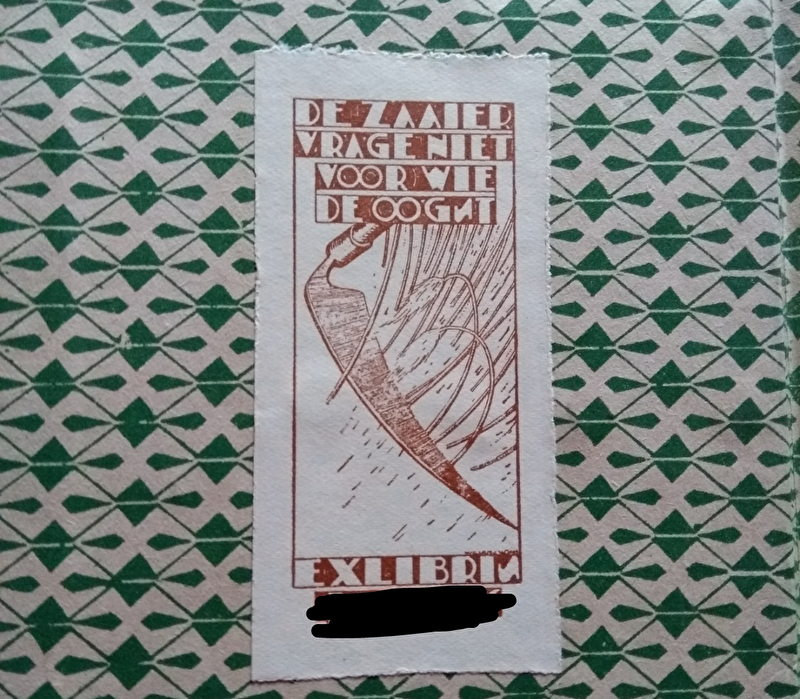 DE ZAAIER
VRAGE NIET
VOOR WIE
DE OOGST
EXLIBRIS